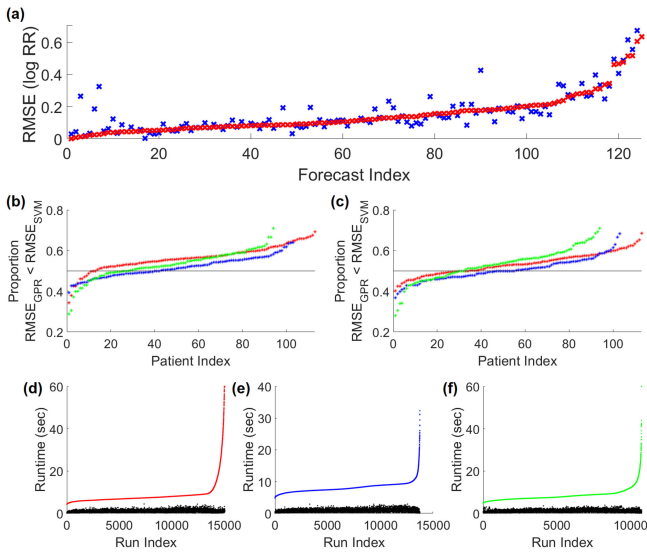 (a)
RMSE (log RR)
0.6
0.4
0.2
0
0 20 40 60 80 100 120
Forecast Index
(b)
Proportion
RMSE_GPR < RMSE_SVM
0.8
0.6
0.4
0.2
0 20 40 60 80 100
Patient Index
(c)
Proportion
RMSE_GPR < RMSE_SVM
0.8
0.6
0.4
0.2
0 20 40 60 80 100
Patient Index
(d)
Runtime (sec)
60
40
20
0
0 5000 10000 15000
Run Index
(e)
Runtime (sec)
40
30
20
10
0
0 5000 10000 15000
Run Index
(f)
Runtime (sec)
60
40
20
0
0 5000 10000
Run Index